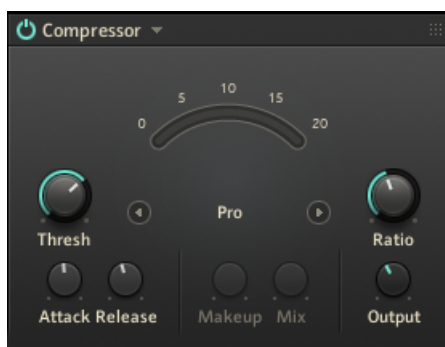 Compressor
0 5 10 15 20
Pro
Thresh Ratio
Attack Release Makeup Mix Output